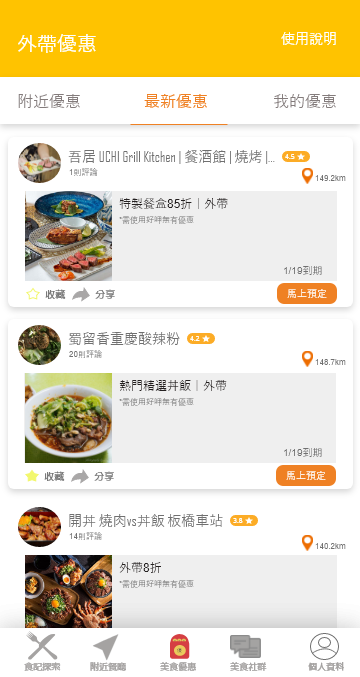 外帶優惠
使用說明
附近優惠
最新優惠
我的優惠
吾居 UCHI Grill Kitchen | 餐酒館 | 燒烤 |...
4.5
1則評論
149.2km
特製餐盒85折｜外帶
*需使用好呷無有優惠
1/19到期
收藏
分享
馬上預定
蜀留香重慶酸辣粉
4.2
20則評論
148.7km
熱門精選丼飯｜外帶
*需使用好呷無有優惠
1/19到期
收藏
分享
馬上預定
開丼 燒肉vs丼飯 板橋車站
3.8
14則評論
140.2km
外帶8折
*需使用好呷無有優惠
食記探索
附近餐廳
美食優惠
美食社群
個人資料